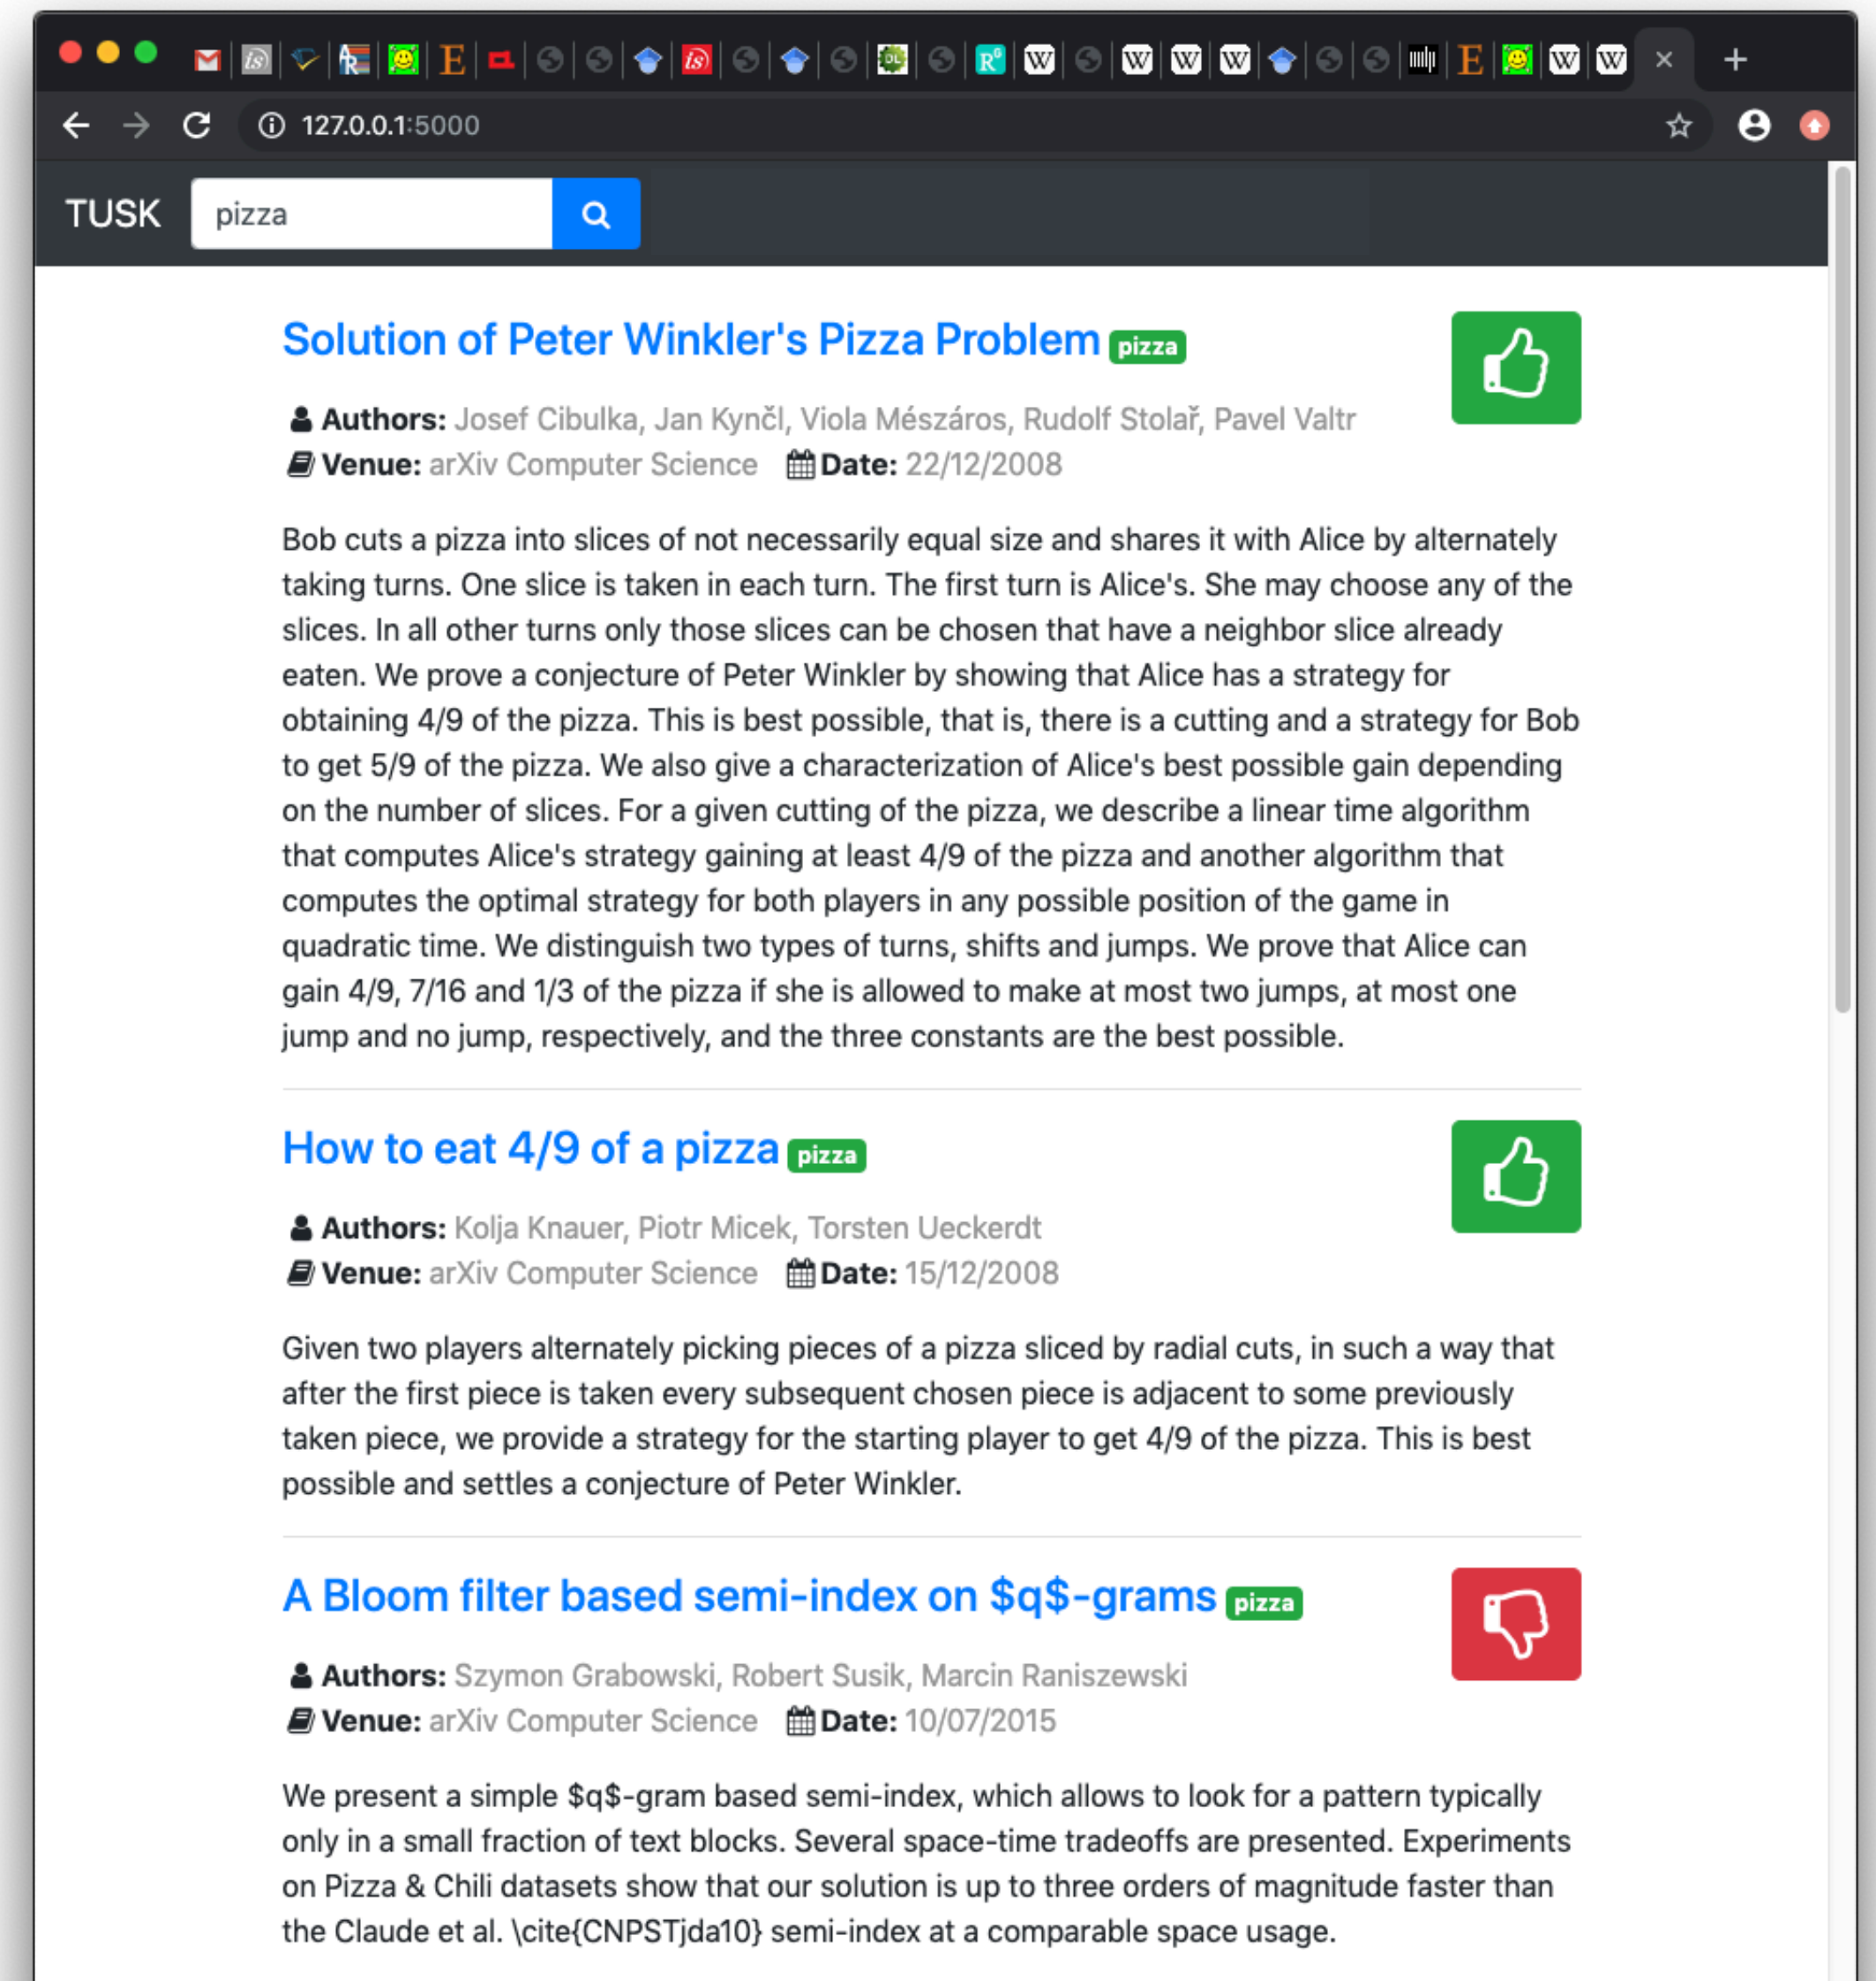 127.0.0.1:5000
TUSK pizza
Solution of Peter Winkler's Pizza Problem pizza
Authors: Josef Cibulka, Jan Kynčl, Viola Mészáros, Rudolf Stolař, Pavel Valtr
Venue: arXiv Computer Science Date: 22/12/2008
Bob cuts a pizza into slices of not necessarily equal size and shares it with Alice by alternately
taking turns. One slice is taken in each turn. The first turn is Alice's. She may choose any of the
slices. In all other turns only those slices can be chosen that have a neighbor slice already
eaten. We prove a conjecture of Peter Winkler by showing that Alice has a strategy for
obtaining 4/9 of the pizza. This is best possible, that is, there is a cutting and a strategy for Bob
to get 5/9 of the pizza. We also give a characterization of Alice's best possible gain depending
on the number of slices. For a given cutting of the pizza, we describe a linear time algorithm
that computes Alice's strategy gaining at least 4/9 of the pizza and another algorithm that
computes the optimal strategy for both players in any possible position of the game in
quadratic time. We distinguish two types of turns, shifts and jumps. We prove that Alice can
gain 4/9, 7/16 and 1/3 of the pizza if she is allowed to make at most two jumps, at most one
jump and no jump, respectively, and the three constants are the best possible.
How to eat 4/9 of a pizza pizza
Authors: Kolja Knauer, Piotr Micek, Torsten Ueckerdt
Venue: arXiv Computer Science Date: 15/12/2008
Given two players alternately picking pieces of a pizza sliced by radial cuts, in such a way that
after the first piece is taken every subsequent chosen piece is adjacent to some previously
taken piece, we provide a strategy for the starting player to get 4/9 of the pizza. This is best
possible and settles a conjecture of Peter Winkler.
A Bloom filter based semi-index on $q$-grams pizza
Authors: Szymon Grabowski, Robert Susik, Marcin Raniszewski
Venue: arXiv Computer Science Date: 10/07/2015
We present a simple $q$-gram based semi-index, which allows to look for a pattern typically
only in a small fraction of text blocks. Several space-time tradeoffs are presented. Experiments
on Pizza & Chili datasets show that our solution is up to three orders of magnitude faster than
the Claude et al. \cite{CNPSTjda10} semi-index at a comparable space usage.